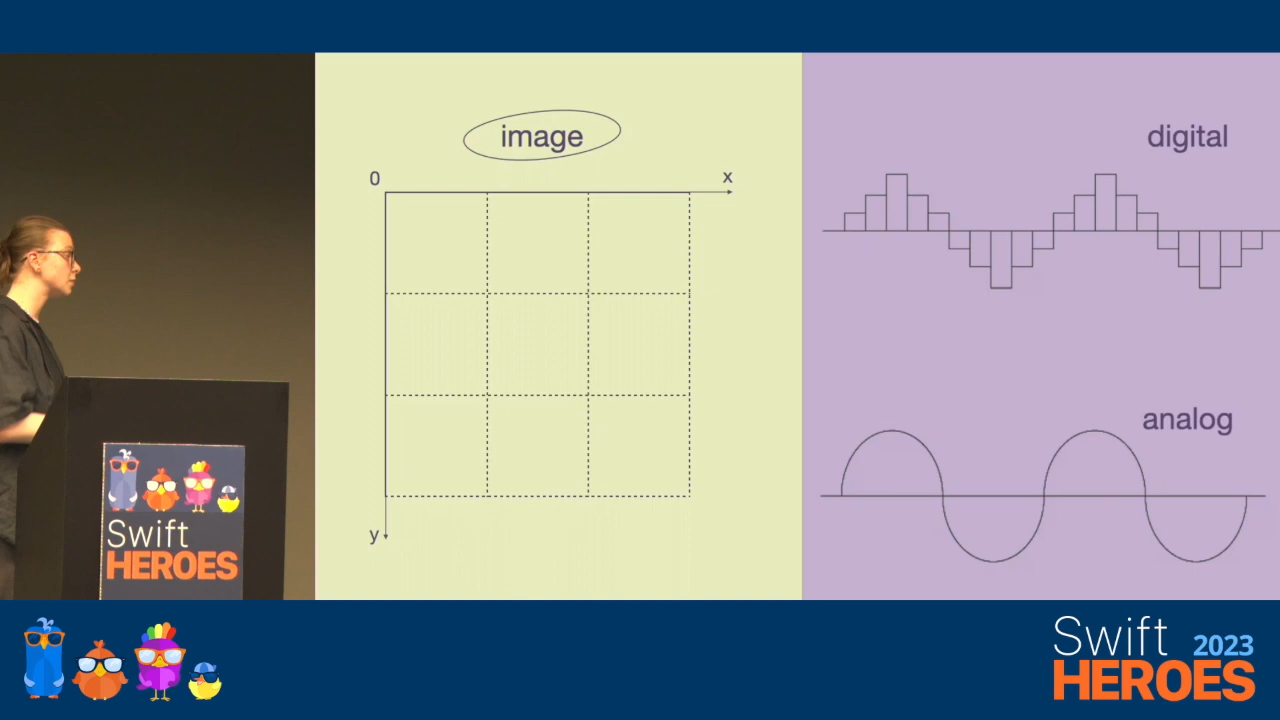 image
0
x
y
digital
analog
Swift
HEROES
Swift
2023
HEROES